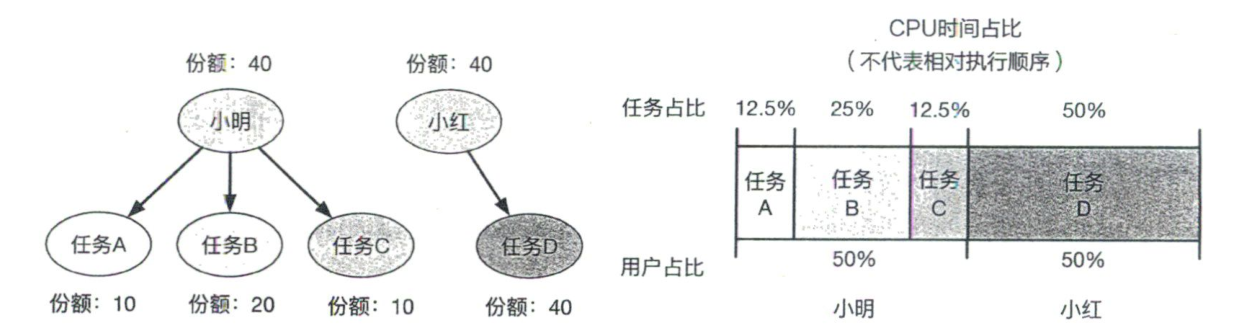 份额：40
份额：40
小明
小红
任务A
任务B
任务C
任务D
份额：10
份额：20
份额：10
份额：40
CPU时间占比
（不代表相对执行顺序）
任务占比
12.5%
25%
12.5%
50%
任务
A
任务
B
任务
C
任务
D
用户占比
50%
50%
小明
小红